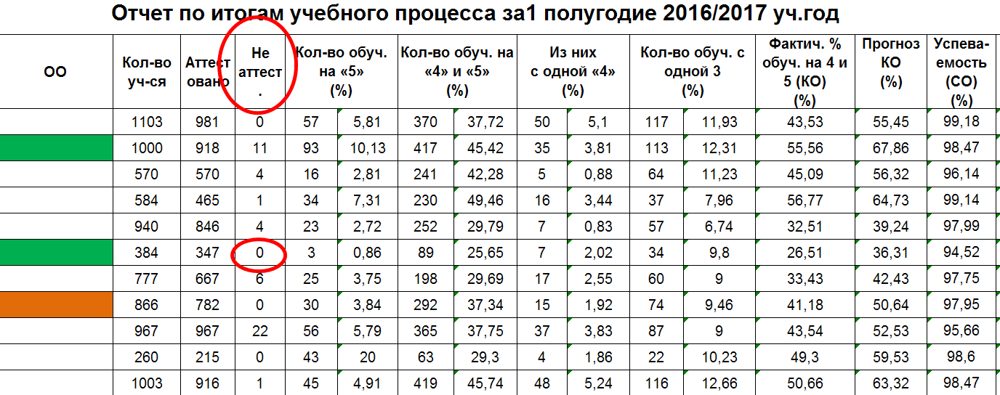 Отчет по итогам учебного процесса за1 полугодие 2016/2017 уч.год
ОО
Кол-во
уч-ся
Аттест
овано
Не
аттест
.
Кол-во обуч.
на «5»
(%)
Кол-во обуч. на
«4» и «5»
(%)
Из них
с одной «4»
(%)
Кол-во обуч. с
одной 3
(%)
Фактич. %
обуч. на 4 и
5 (КО)
(%)
Прогноз
КО
(%)
Успева-
емость
(СО)
(%)
1103 981 0 57 5,81 370 37,72 50 5,1 117 11,93 43,53 55,45 99,18
1000 918 11 93 10,13 417 45,42 35 3,81 113 12,31 55,56 67,86 98,47
570 570 4 16 2,81 241 42,28 5 0,88 64 11,23 45,09 56,32 96,14
584 465 1 34 7,31 230 49,46 16 3,44 37 7,96 56,77 64,73 99,14
940 846 4 23 2,72 252 29,79 7 0,83 57 6,74 32,51 39,24 97,99
384 347 0 3 0,86 89 25,65 7 2,02 34 9,8 26,51 36,31 94,52
777 667 6 25 3,75 198 29,69 17 2,55 60 9 33,43 42,43 97,75
866 782 0 30 3,84 292 37,34 15 1,92 74 9,46 41,18 50,64 97,95
967 967 22 56 5,79 365 37,75 37 3,83 87 9 43,54 52,53 95,66
260 215 0 43 20 63 29,3 4 1,86 22 10,23 49,3 59,53 98,6
1003 916 1 45 4,91 419 45,74 48 5,24 116 12,66 50,66 63,32 98,47